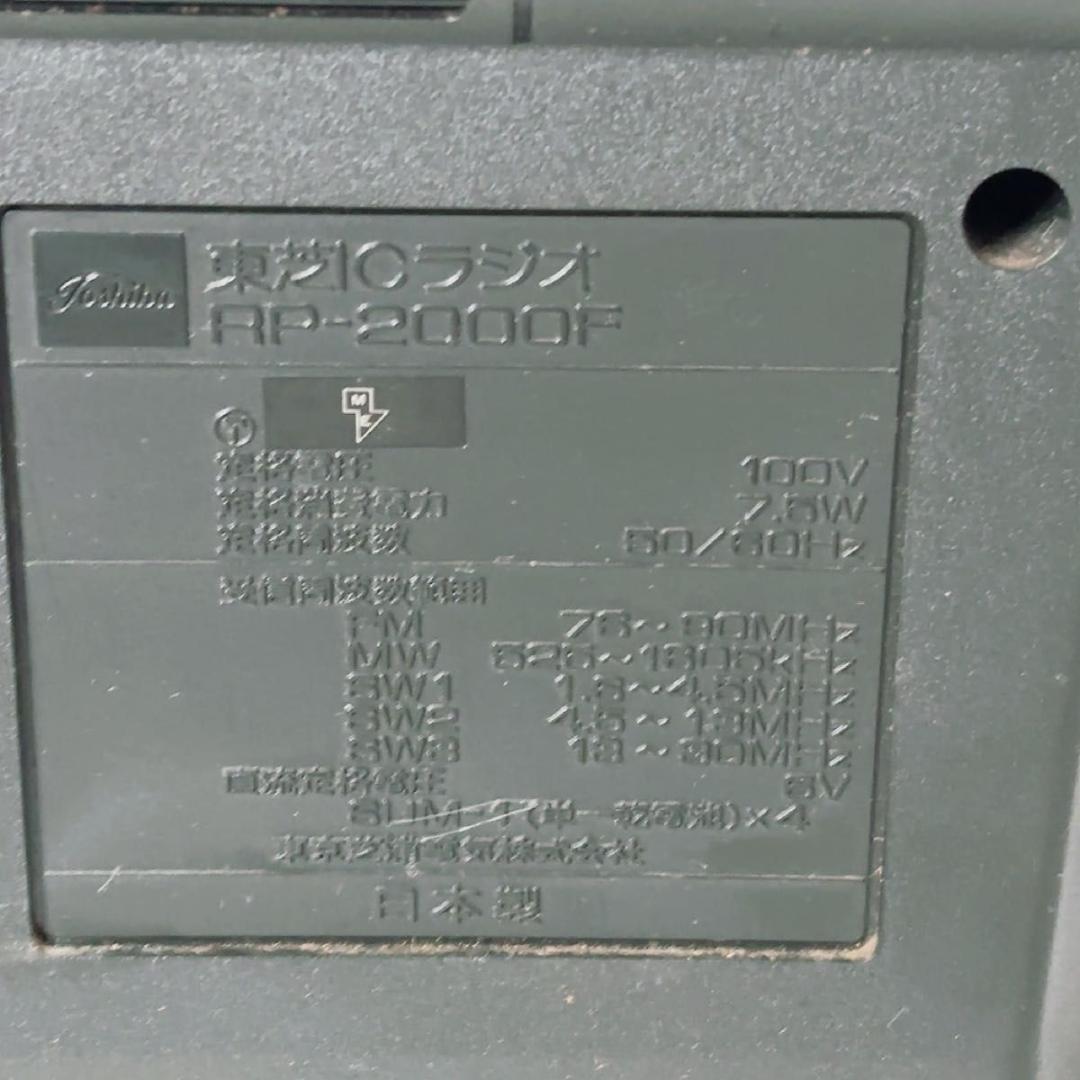 Toshiba
東芝ICラジオ
RP-2000F
定格電圧 100V
定格消費電力 7.5W
定格周波数 50/60Hz
受信周波数範囲
FM 76~90MHz
MW 525~1605kHz
SW1 1.6~4.5MHz
SW2 4.5~13MHz
SW3 13~30MHz
直流定格電圧 6V
SUM-1(単一乾電池)×4
東京芝浦電気株式会社
日本製